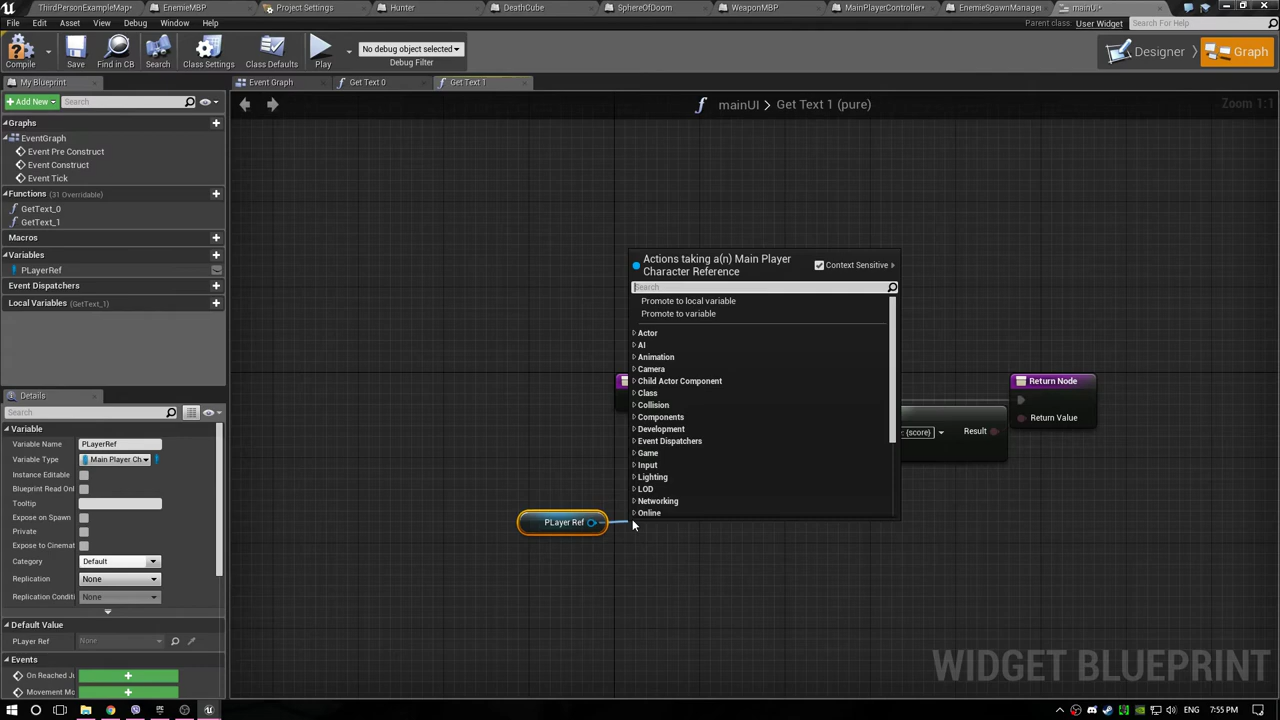 ThirdPersonExampleMap*
EnemieMBP
Project Settings
Hunter
DeathCube
SphereOfDoom
WeaponMBP
MainPlayerController*
EnemieSpawnManager
mainUI*
File Edit Asset View Debug Window Help
Parent class: User Widget
Search For Help
Compile
Save
Find in CB
Search
Class Settings
Class Defaults
Play
No debug object selected
Debug Filter
Designer
Graph
My Blueprint
Event Graph
Get Text 0
Get Text 1
+Add New
Search
mainUI > Get Text 1 (pure)
Zoom 1:1
Graphs
EventGraph
Event Pre Construct
Event Construct
Event Tick
Functions (31 Overridable)
GetText_0
GetText_1
Macros
Variables
PLayerRef
Event Dispatchers
Local Variables (GetText_1)
Actions taking a(n) Main Player
Character Reference
Context Sensitive
Search
Promote to local variable
Promote to variable
Actor
AI
Animation
Camera
Child Actor Component
Class
Collision
Components
Development
Event Dispatchers
Game
Input
Lighting
LOD
Networking
Online
Return Node
Return Value
{score}
Result
PLayer Ref
Details
Search
Variable
Variable Name PLayerRef
Variable Type Main Player Ch
Instance Editable
Blueprint Read Onl
Tooltip
Expose on Spawn
Private
Expose to Cinemat
Category Default
Replication None
Replication Conditi None
Default Value
PLayer Ref None
Events
On Reached Ju
Movement Mo
WIDGET BLUEPRINT
ENG 7:55 PM